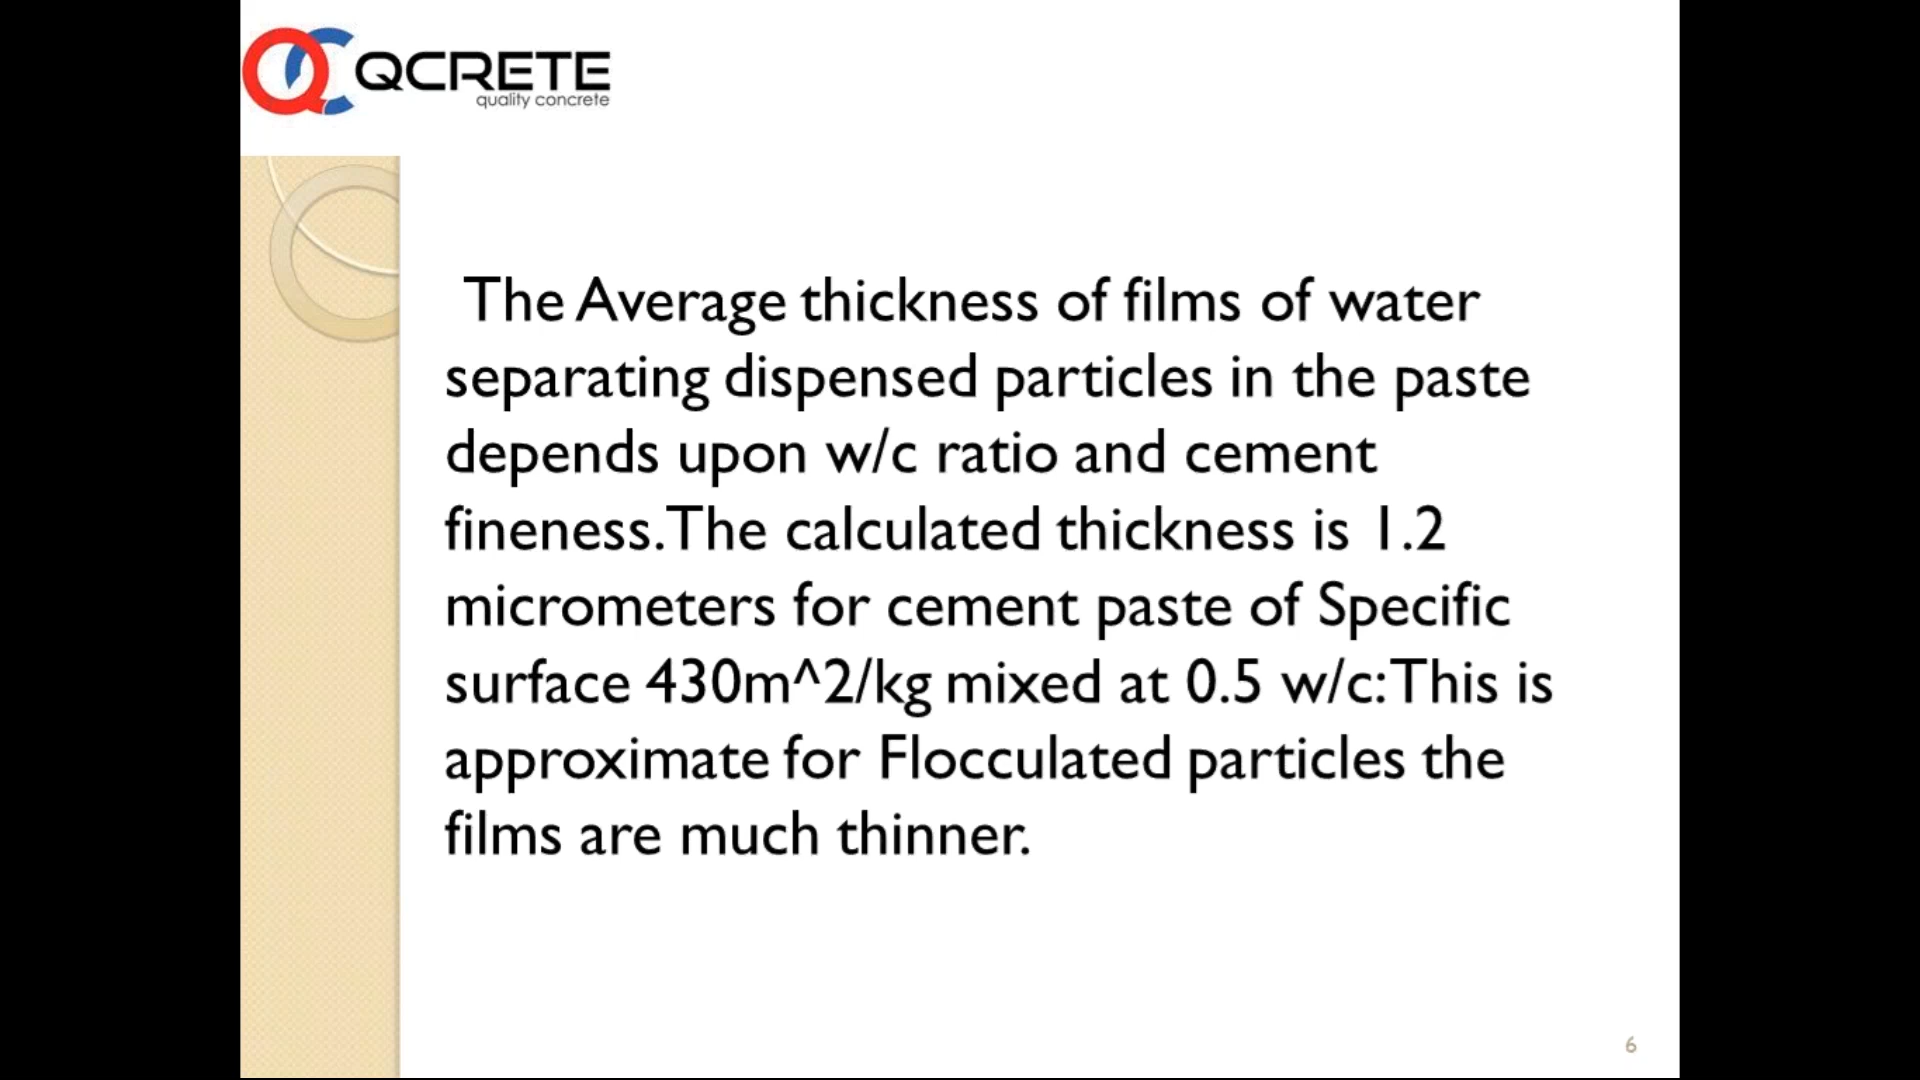 QCRETE
quality concrete
The Average thickness of films of water
separating dispensed particles in the paste
depends upon w/c ratio and cement
fineness.The calculated thickness is 1.2
micrometers for cement paste of Specific
surface 430m^2/kg mixed at 0.5 w/c:This is
approximate for Flocculated particles the
films are much thinner.
6